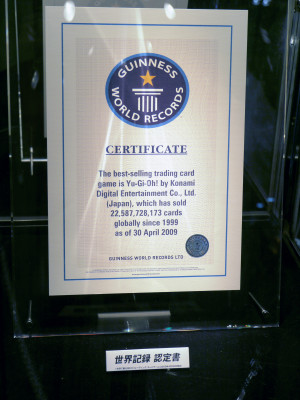 GUINNESS
WORLD RECORDS
CERTIFICATE
The best-selling trading card
game is Yu-Gi-Oh! by Konami
Digital Entertainment Co., Ltd.
(Japan), which has sold
22,587,728,173 cards
globally since 1999
as of 30 April 2009
GUINNESS WORLD RECORDS LTD
世界記録 認定書